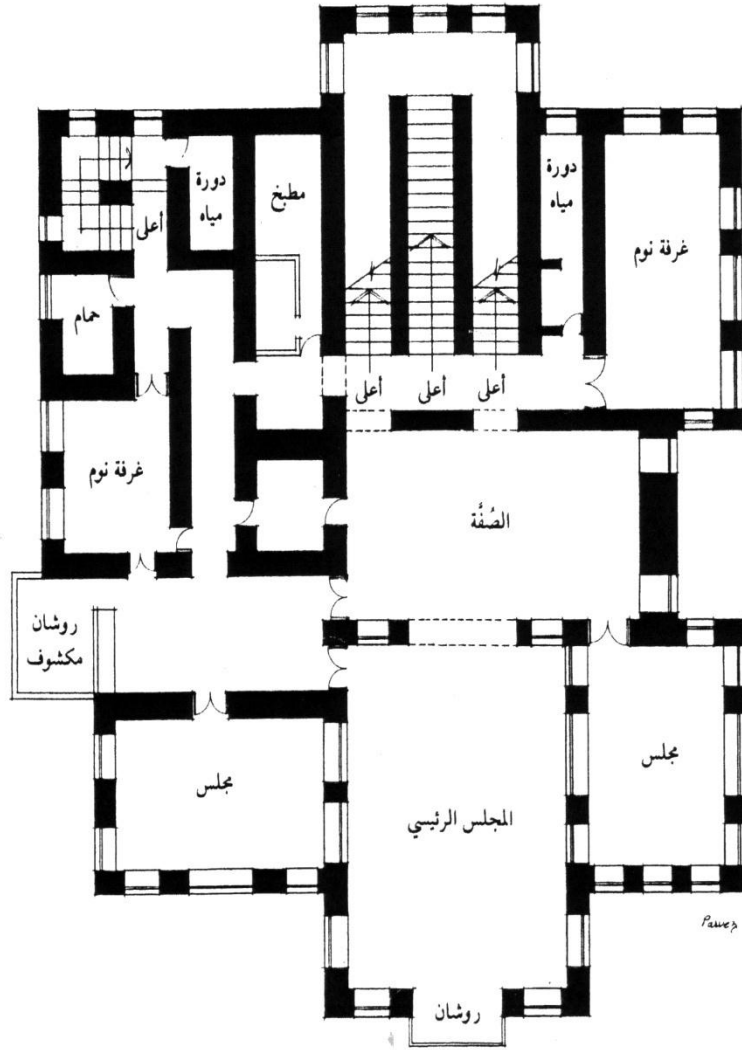 دورة
مياه
مطبخ
دورة
مياه
غرفة نوم
أعلى
حمام
أعلى
أعلى
أعلى
غرفة نوم
الصُفَّة
روشان
مكشوف
مجلس
مجلس
المجلس الرئيسي
روشان